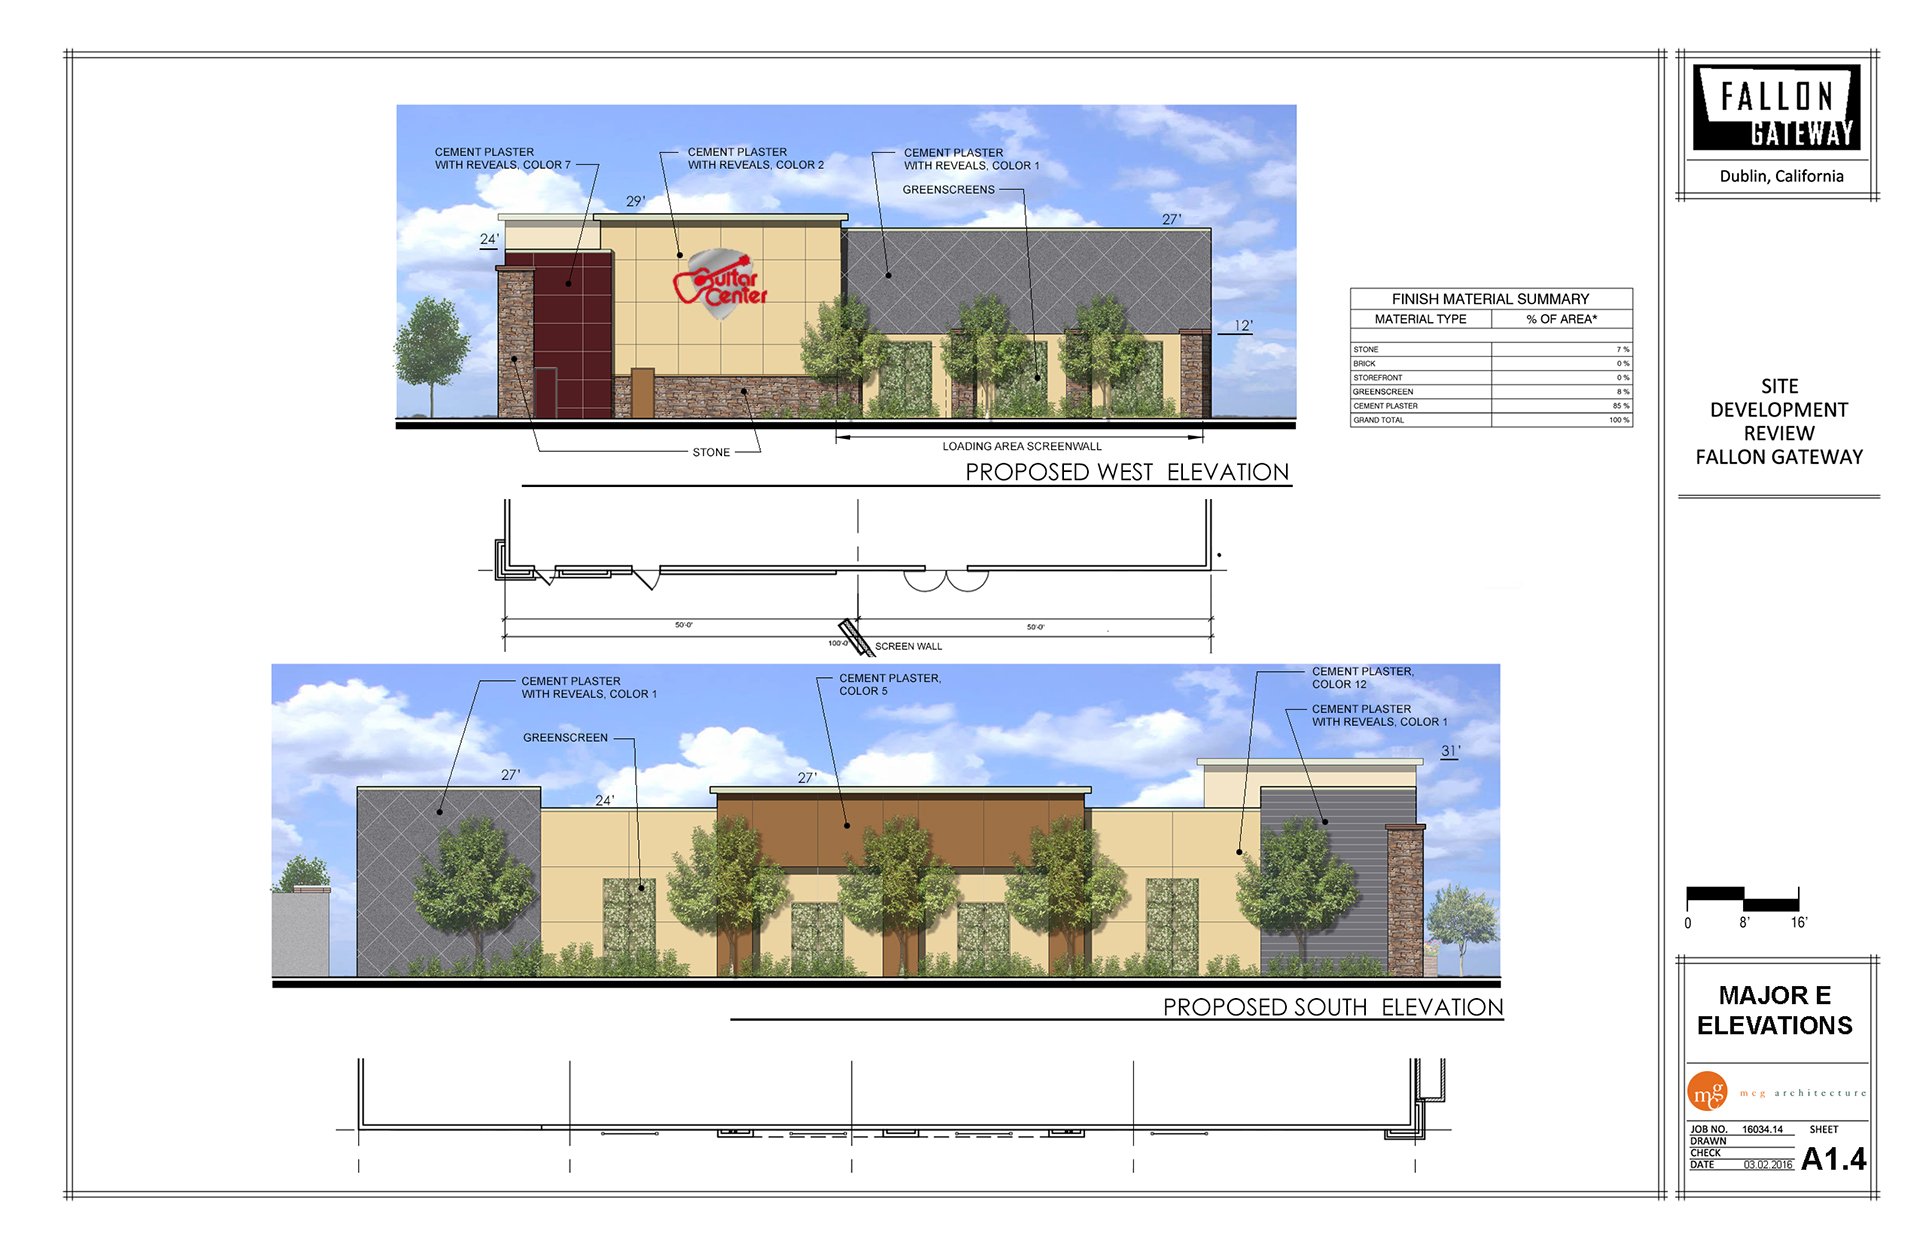 CEMENT PLASTER
WITH REVEALS, COLOR 7
CEMENT PLASTER
WITH REVEALS, COLOR 2
CEMENT PLASTER
WITH REVEALS, COLOR 1
GREENSCREENS
29'
27'
24'
12'
Guitar
Center
STONE
LOADING AREA SCREENWALL
PROPOSED WEST ELEVATION
FINISH MATERIAL SUMMARY
MATERIAL TYPE % OF AREA*
STONE 7 %
BRICK 0 %
STOREFRONT 0 %
GREENSCREEN 8 %
CEMENT PLASTER 85 %
GRAND TOTAL 100 %
50'-0"
50'-0"
100'-0"
SCREEN WALL
CEMENT PLASTER
WITH REVEALS, COLOR 1
GREENSCREEN
CEMENT PLASTER,
COLOR 5
CEMENT PLASTER,
COLOR 12
CEMENT PLASTER
WITH REVEALS, COLOR 1
27'
24'
27'
31'
PROPOSED SOUTH ELEVATION
FALLON
GATEWAY
Dublin, California
SITE
DEVELOPMENT
REVIEW
FALLON GATEWAY
0 8' 16'
MAJOR E
ELEVATIONS
mcg
mcg architecture
JOB NO. 16034.14 SHEET
DRAWN
CHECK
DATE 03.02.2016
A1.4